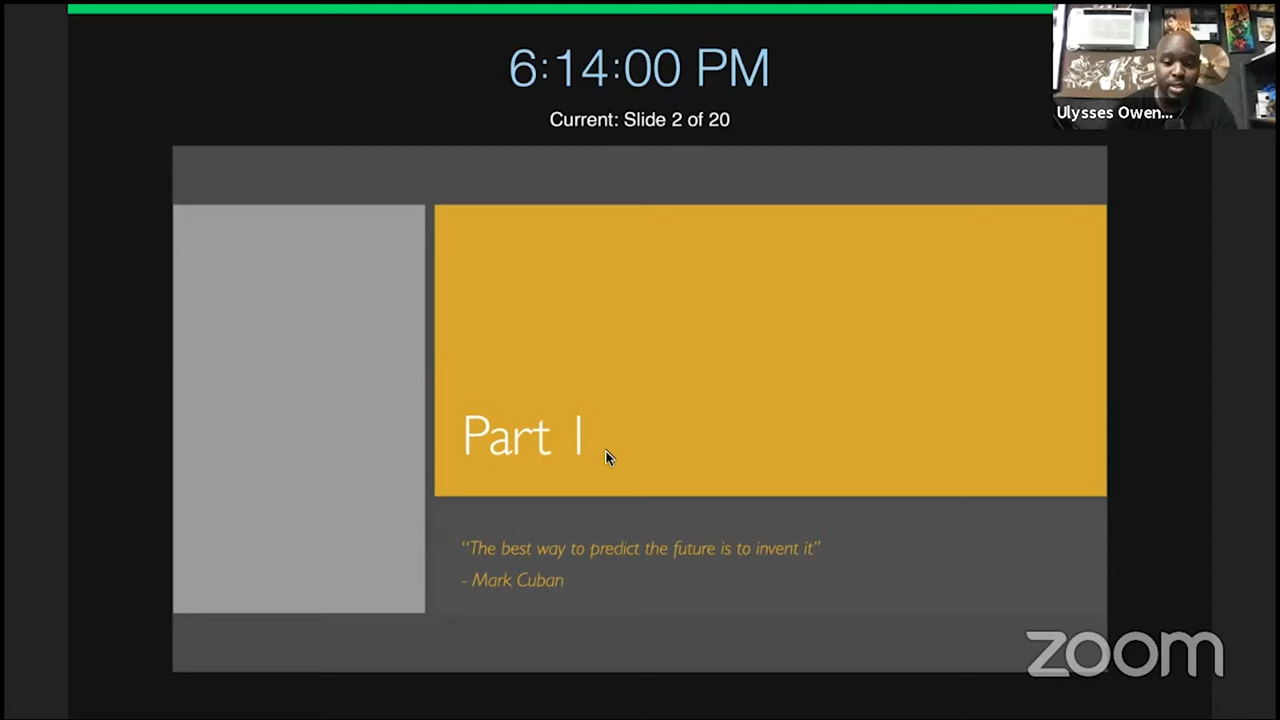 6:14:00 PM
Current: Slide 2 of 20
Ulysses Owen...
Part 1
“The best way to predict the future is to invent it”
- Mark Cuban
zoom